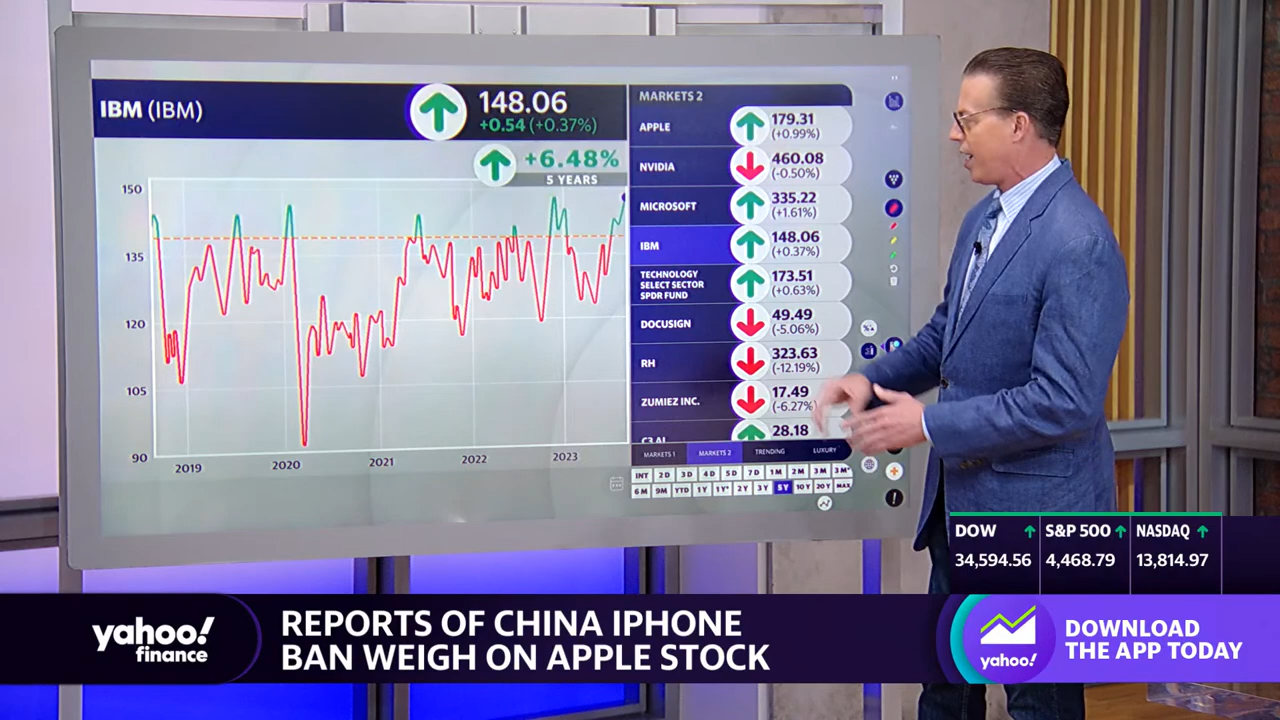 IBM (IBM)
148.06
+0.54 (+0.37%)
+6.48%
5 YEARS
150
135
120
105
90
2019
2020
2021
2022
2023
MARKETS 2
APPLE
179.31
(+0.99%)
NVIDIA
460.08
(-0.50%)
MICROSOFT
335.22
(+1.61%)
IBM
148.06
(+0.37%)
TECHNOLOGY
SELECT SECTOR
SPDR FUND
173.51
(+0.63%)
DOCUSIGN
49.49
(-5.06%)
RH
323.63
(-12.19%)
ZUMIEZ INC.
17.49
(-6.27%)
C3.AI
28.18
MARKETS 1
MARKETS 2
TRENDING
LUXURY
INT 2D 3D 4D 5D 7D 1M 2M 3M 3M*
6M 9M YTD 1Y 1Y* 2Y 3Y 5Y 10Y 20Y MAX
DOW
34,594.56
S&P 500
4,468.79
NASDAQ
13,814.97
yahoo!
finance
REPORTS OF CHINA IPHONE
BAN WEIGH ON APPLE STOCK
yahoo!
DOWNLOAD
THE APP TODAY